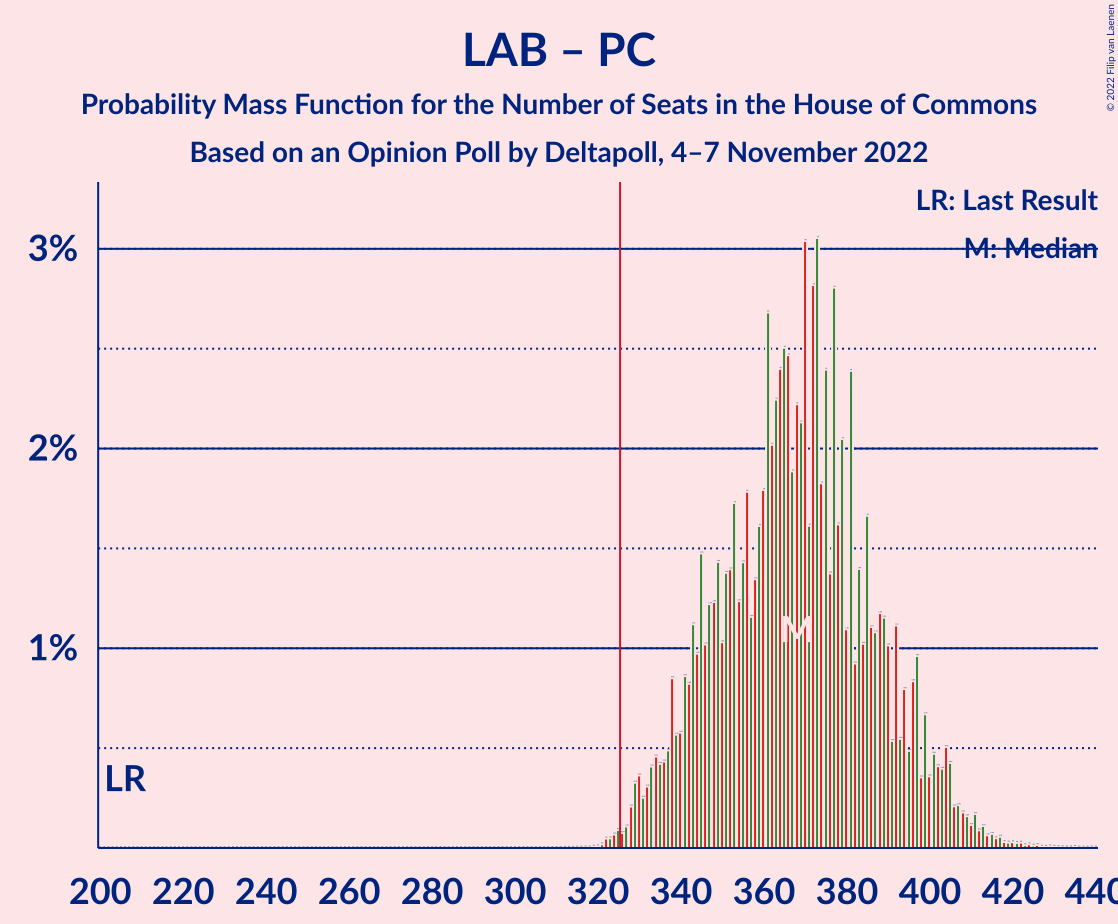 LAB – PC
Probability Mass Function for the Number of Seats in the House of Commons
Based on an Opinion Poll by Deltapoll, 4–7 November 2022
© 2022 Filip van Laenen
LR: Last Result
M: Median
3%
2%
1%
LR
M
200 220 240 260 280 300 320 340 360 380 400 420 440